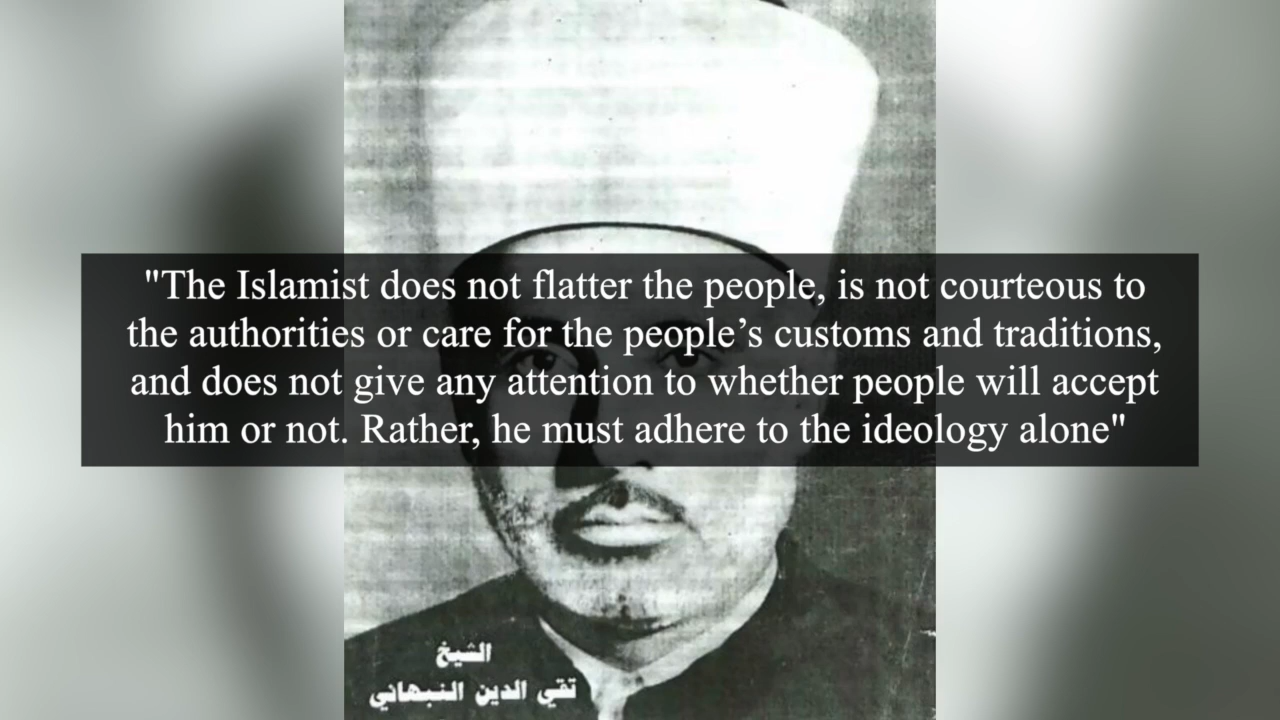 "The Islamist does not flatter the people, is not courteous to
the authorities or care for the people’s customs and traditions,
and does not give any attention to whether people will accept
him or not. Rather, he must adhere to the ideology alone"
الشيخ
تقي الدين النبهاني